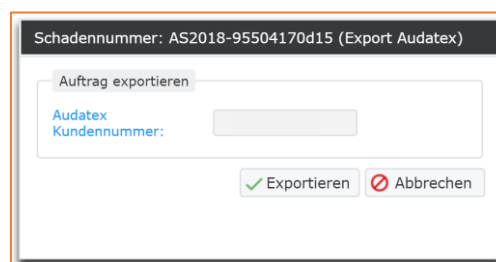 Schadennummer: AS2018-95504170d15 (Export Audatex)
Auftrag exportieren
Audatex
Kundennummer:
Exportieren Abbrechen